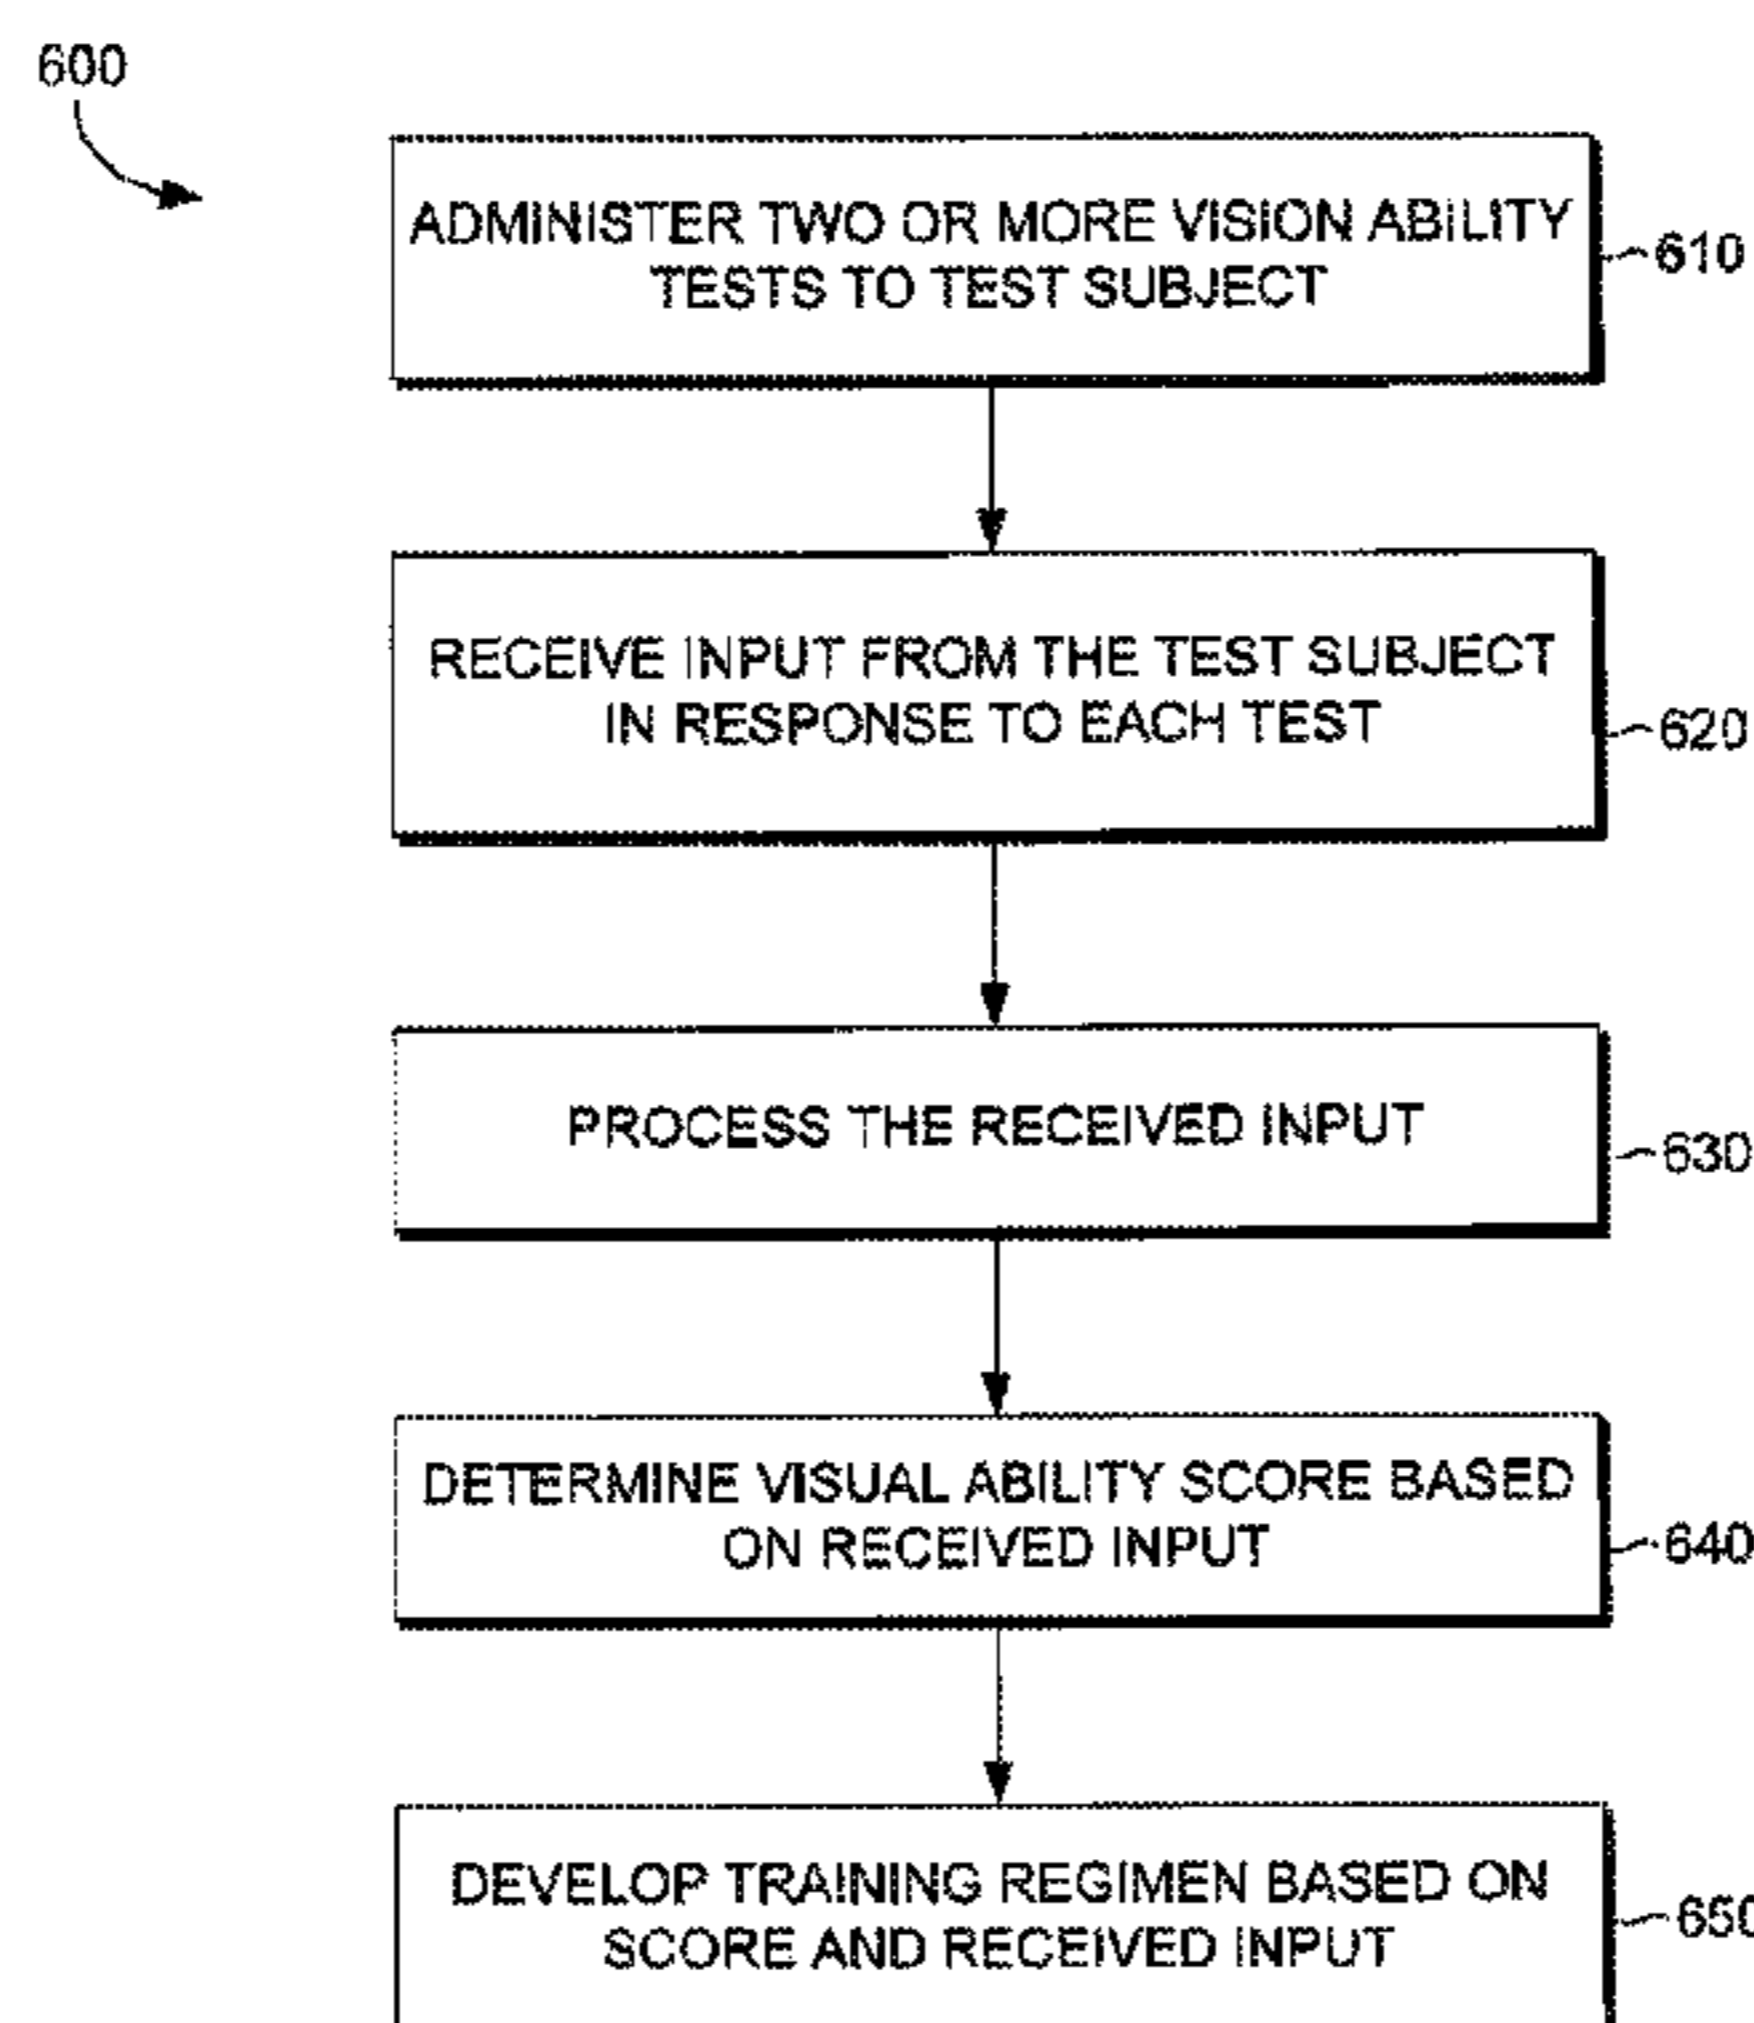 600
ADMINISTER TWO OR MORE VISION ABILITY
TESTS TO TEST SUBJECT
610
RECEIVE INPUT FROM THE TEST SUBJECT
IN RESPONSE TO EACH TEST
620
PROCESS THE RECEIVED INPUT
630
DETERMINE VISUAL ABILITY SCORE BASED
ON RECEIVED INPUT
640
DEVELOP TRAINING REGIMEN BASED ON
SCORE AND RECEIVED INPUT
650